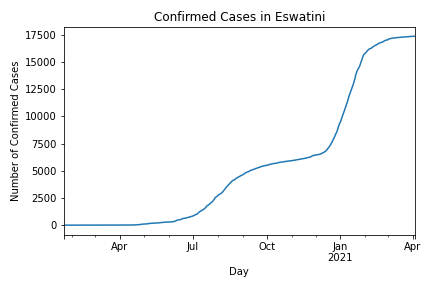 Confirmed Cases in Eswatini
Number of Confirmed Cases
17500
15000
12500
10000
7500
5000
2500
0
Apr Jul Oct Jan Apr
2021
Day